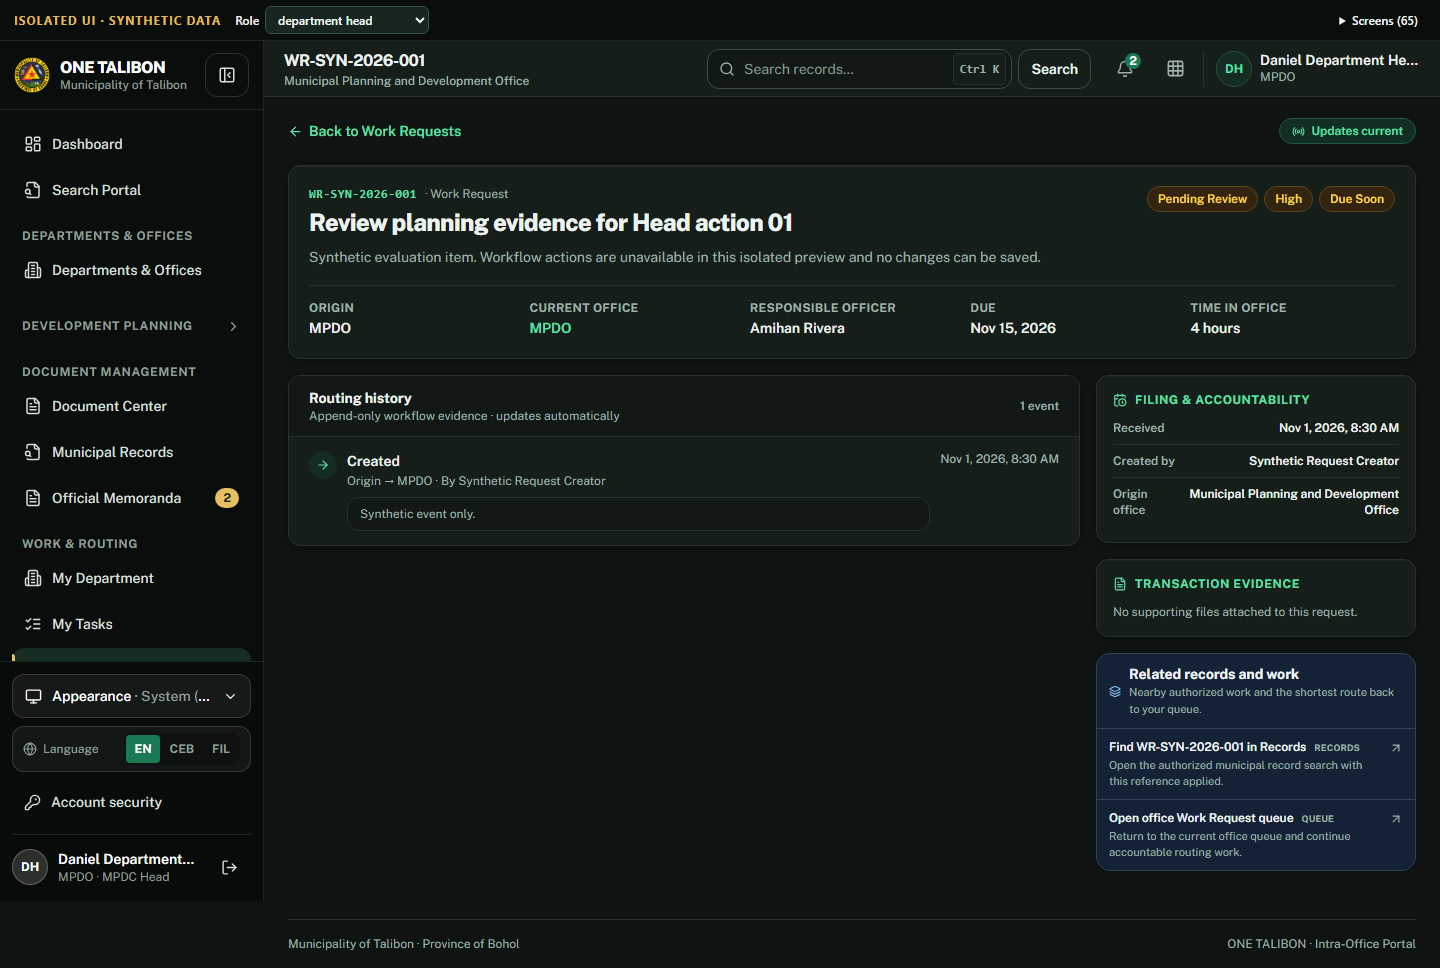 ISOLATED UI · SYNTHETIC DATA
Role
department head
Screens (65)
ONE TALIBON
Municipality of Talibon
WR-SYN-2026-001
Municipal Planning and Development Office
Search records...
Ctrl K
Search
2
DH
Daniel Department He...
MPDO
Dashboard
Search Portal
DEPARTMENTS & OFFICES
Departments & Offices
DEVELOPMENT PLANNING
DOCUMENT MANAGEMENT
Document Center
Municipal Records
Official Memoranda
2
WORK & ROUTING
My Department
My Tasks
Appearance · System (...
Language
EN
CEB
FIL
Account security
DH
Daniel Department...
MPDO · MPDC Head
Back to Work Requests
Updates current
WR-SYN-2026-001 · Work Request
Review planning evidence for Head action 01
Pending Review
High
Due Soon
Synthetic evaluation item. Workflow actions are unavailable in this isolated preview and no changes can be saved.
ORIGIN
MPDO
CURRENT OFFICE
MPDO
RESPONSIBLE OFFICER
Amihan Rivera
DUE
Nov 15, 2026
TIME IN OFFICE
4 hours
Routing history
Append-only workflow evidence · updates automatically
1 event
Created
Nov 1, 2026, 8:30 AM
Origin → MPDO · By Synthetic Request Creator
Synthetic event only.
FILING & ACCOUNTABILITY
Received
Nov 1, 2026, 8:30 AM
Created by
Synthetic Request Creator
Origin office
Municipal Planning and Development Office
TRANSACTION EVIDENCE
No supporting files attached to this request.
Related records and work
Nearby authorized work and the shortest route back
to your queue.
Find WR-SYN-2026-001 in Records RECORDS
Open the authorized municipal record search with
this reference applied.
Open office Work Request queue QUEUE
Return to the current office queue and continue
accountable routing work.
Municipality of Talibon · Province of Bohol
ONE TALIBON · Intra-Office Portal